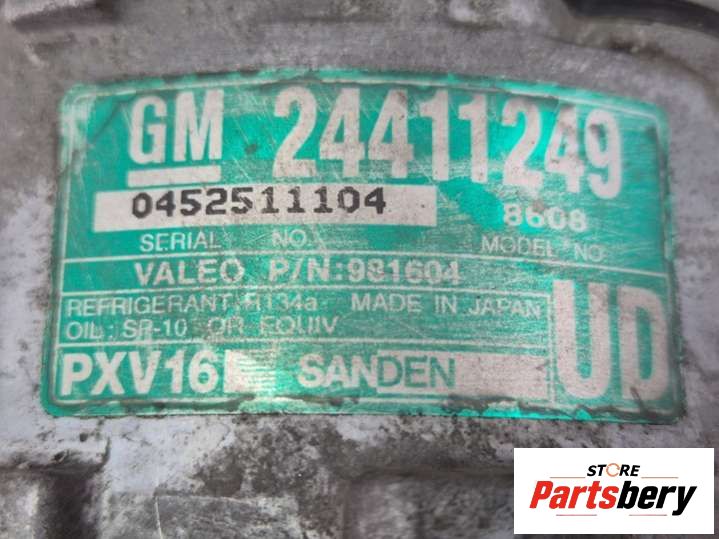 GM 24411249
0452511104 8608
SERIAL NO. MODEL NO.
VALEO P/N:981604
REFRIGERANT:R134a MADE IN JAPAN
OIL: SP-10 OR EQUIV
PXV16 SANDEN UD
STORE
Partsbery